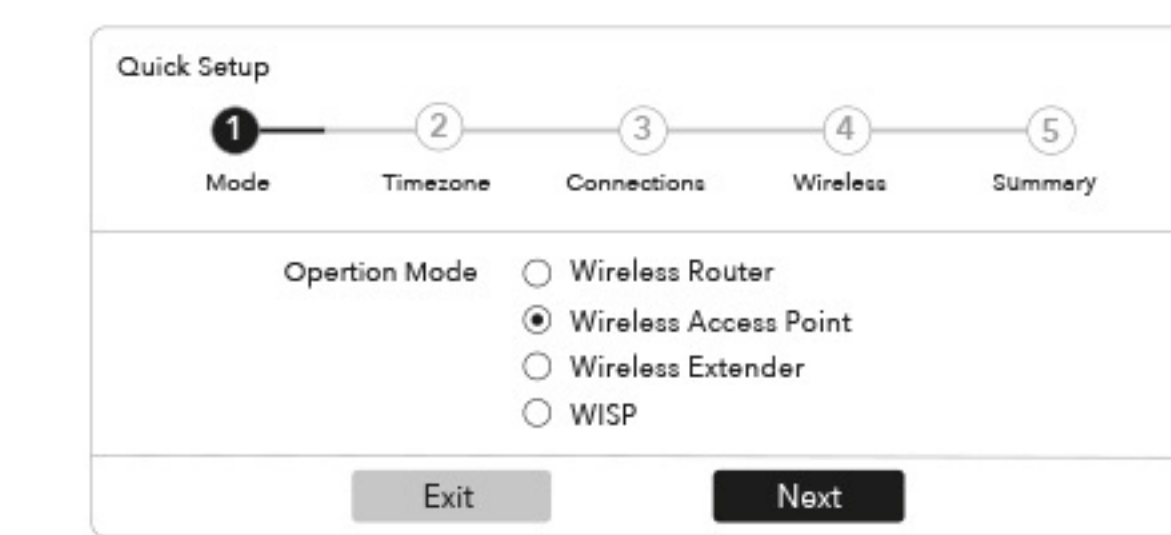 Quick Setup
1 2 3 4 5
Mode Timezone Connections Wireless Summary
Opertion Mode Wireless Router
Wireless Access Point
Wireless Extender
WISP
Exit Next